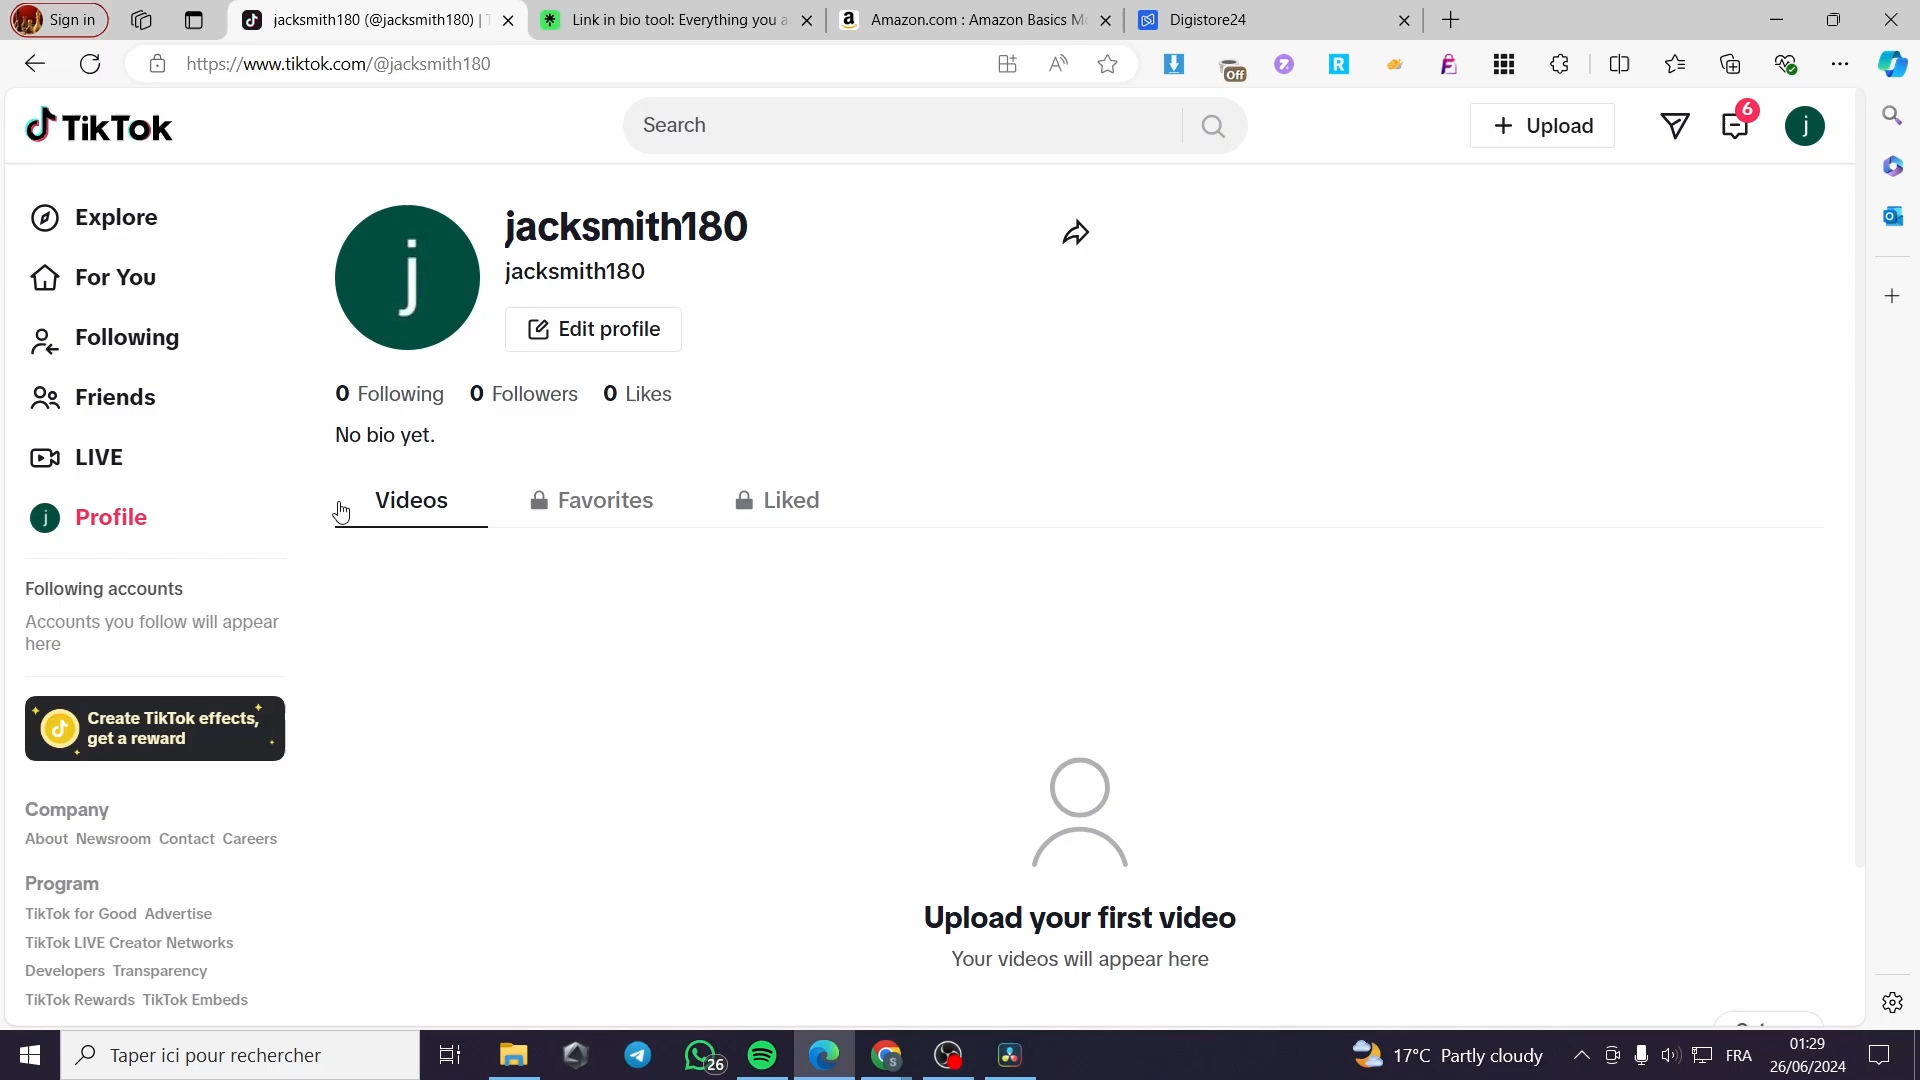 Sign in
jacksmith180 (@jacksmith180) | T
Link in bio tool: Everything you a
Amazon.com : Amazon Basics Mo
Digistore24
https://www.tiktok.com/@jacksmith180
Off
TikTok
Search
Upload
6
j
Explore
For You
Following
Friends
LIVE
j Profile
Following accounts
Accounts you follow will appear
here
Create TikTok effects,
get a reward
Company
About Newsroom Contact Careers
Program
TikTok for Good Advertise
TikTok LIVE Creator Networks
Developers Transparency
TikTok Rewards TikTok Embeds
j
jacksmith180
jacksmith180
Edit profile
0 Following 0 Followers 0 Likes
No bio yet.
Videos Favorites Liked
Upload your first video
Your videos will appear here
Taper ici pour rechercher
26
17°C Partly cloudy
FRA
01:29
26/06/2024